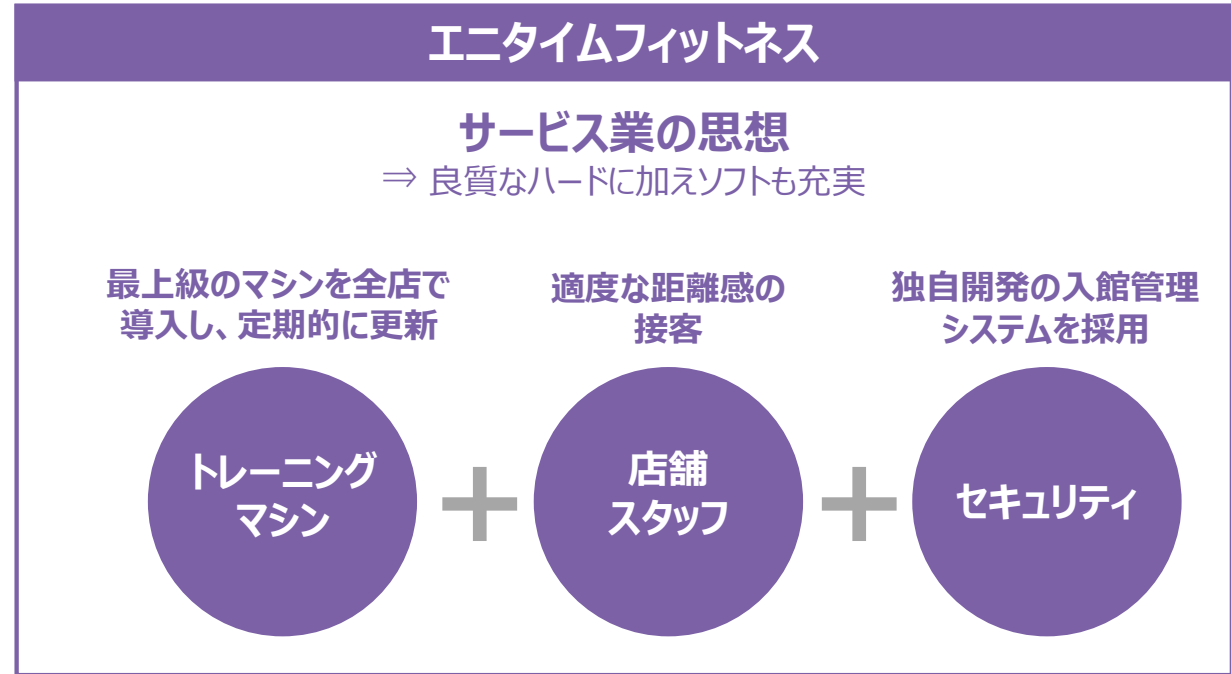 エニタイムフィットネス
サービス業の思想
⇒ 良質なハードに加えソフトも充実
最上級のマシンを全店で
導入し、定期的に更新
適度な距離感の
接客
独自開発の入館管理
システムを採用
トレーニング
マシン
+
店舗
スタッフ
+
セキュリティ